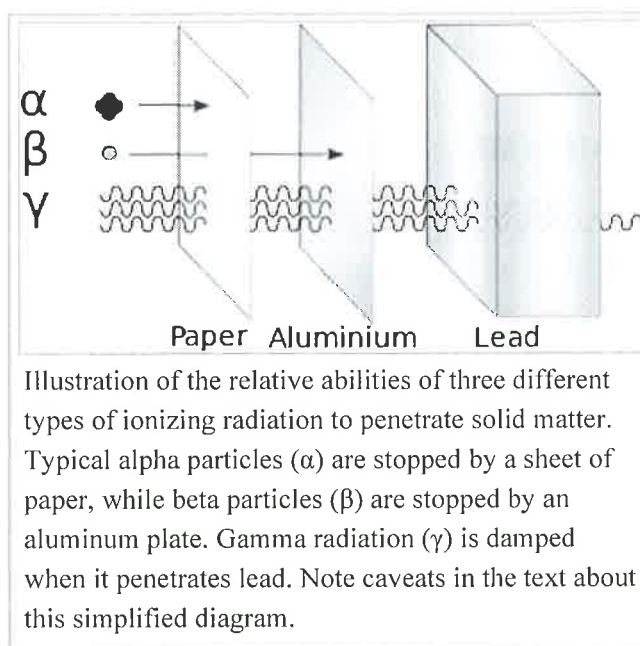 α
β
γ
Paper Aluminium Lead
Illustration of the relative abilities of three different
types of ionizing radiation to penetrate solid matter.
Typical alpha particles (α) are stopped by a sheet of
paper, while beta particles (β) are stopped by an
aluminum plate. Gamma radiation (γ) is damped
when it penetrates lead. Note caveats in the text about
this simplified diagram.